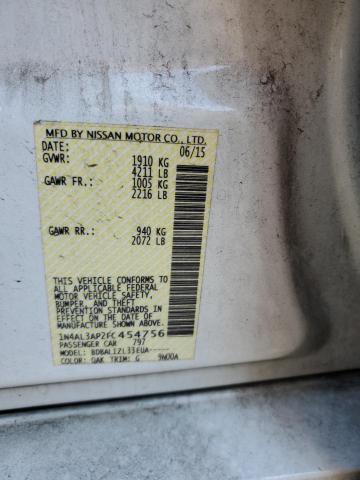 MFD BY NISSAN MOTOR CO., LTD.
DATE: 06/15
GVWR: 1910 KG
4211 LB
GAWR FR.: 1005 KG
2216 LB
GAWR RR.: 940 KG
2072 LB
THIS VEHICLE CONFORMS TO
ALL APPLICABLE FEDERAL
MOTOR VEHICLE SAFETY,
BUMPER, AND THEFT
PREVENTION STANDARDS
IN EFFECT ON THE DATE OF
MANUFACTURE SHOWN ABOVE.
1N4AL3AP2FC454756
PASSENGER CAR 797
MODEL: BDBALIZL33EUA-----
COLOR: QAK TRIM: G